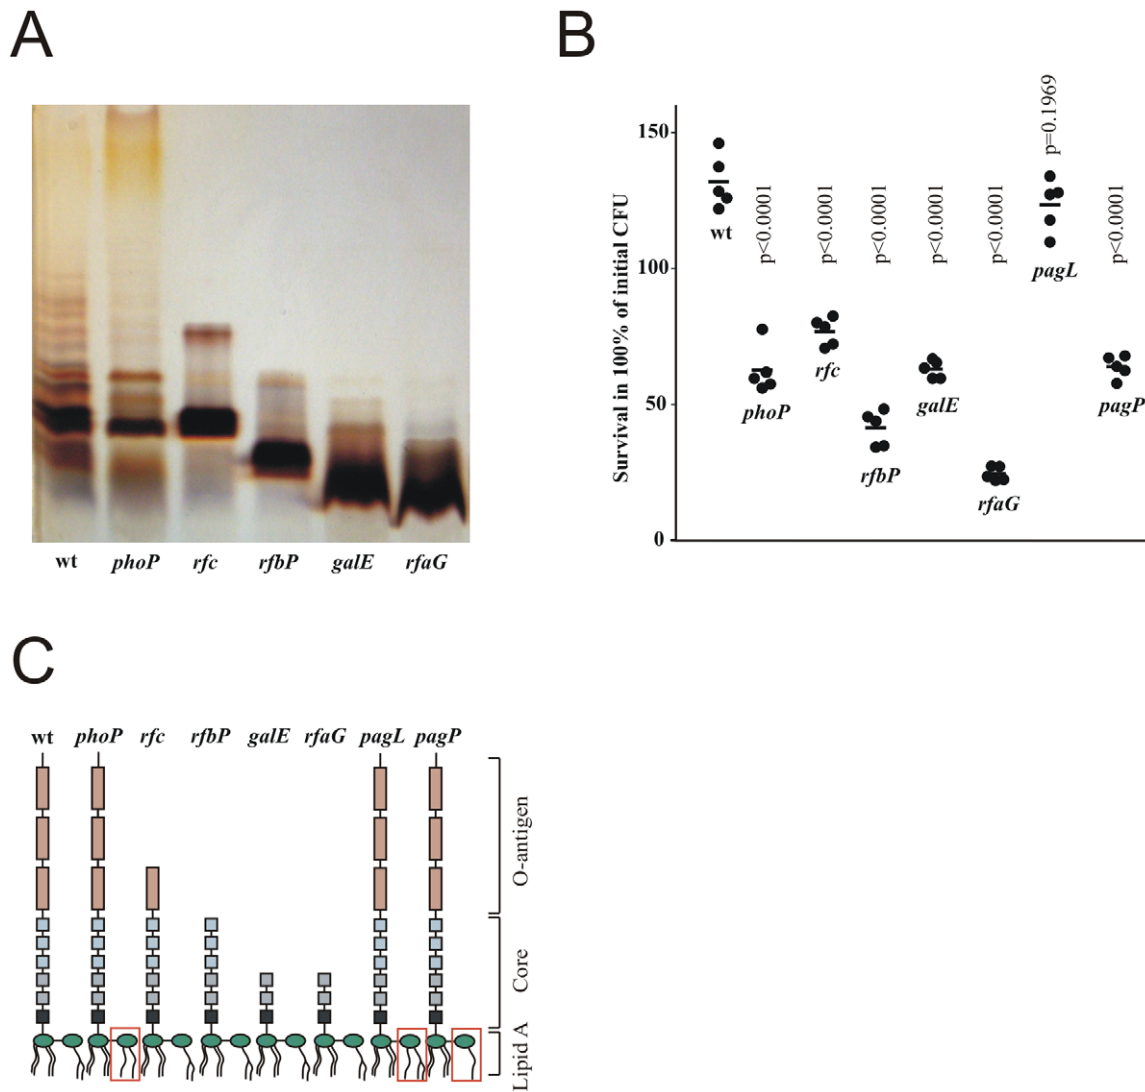 A
wt phoP rfc rfbP galE rfaG
B
Survival in 100% of initial CFU
150
100
50
0
wt
p<0.0001
phoP
p<0.0001
rfc
p<0.0001
rfbP
p<0.0001
galE
p<0.0001
rfaG
p=0.1969
pagL
p<0.0001
pagP
C
wt phoP rfc rfbP galE rfaG pagL pagP
O-antigen
Core
Lipid A